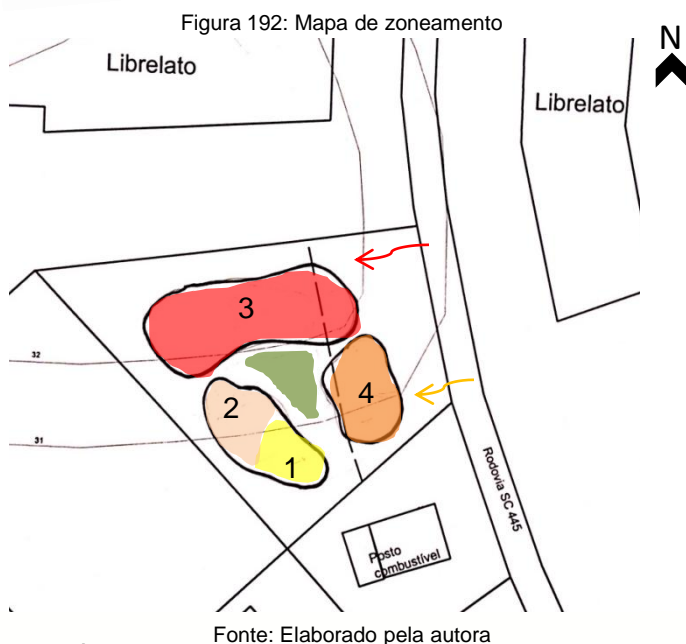 Figura 192: Mapa de zoneamento
N
Librelato
Librelato
3
32
4
2
31
1
Rodovia SC 445
Posto
combustível
Fonte: Elaborado pela autora